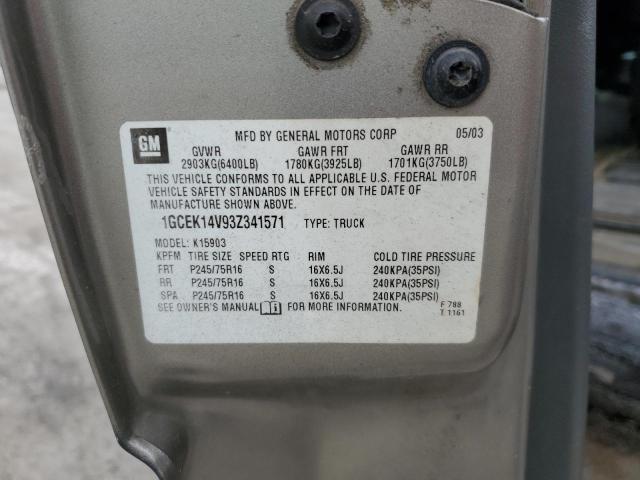 GM
MFD BY GENERAL MOTORS CORP 05/03
GVWR GAWR FRT GAWR RR
2903KG(6400LB) 1780KG(3925LB) 1701KG(3750LB)
THIS VEHICLE CONFORMS TO ALL APPLICABLE U.S. FEDERAL MOTOR
VEHICLE SAFETY STANDARDS IN EFFECT ON THE DATE OF
MANUFACTURE SHOWN ABOVE.
1GCEK14V93Z341571 TYPE: TRUCK
MODEL: K15903
KPFM TIRE SIZE SPEED RTG RIM COLD TIRE PRESSURE
FRT P245/75R16 S 16X6.5J 240KPA(35PSI)
RR P245/75R16 S 16X6.5J 240KPA(35PSI)
SPA P245/75R16 S 16X6.5J 240KPA(35PSI)
SEE OWNER'S MANUAL FOR MORE INFORMATION.
F 788
T 1161